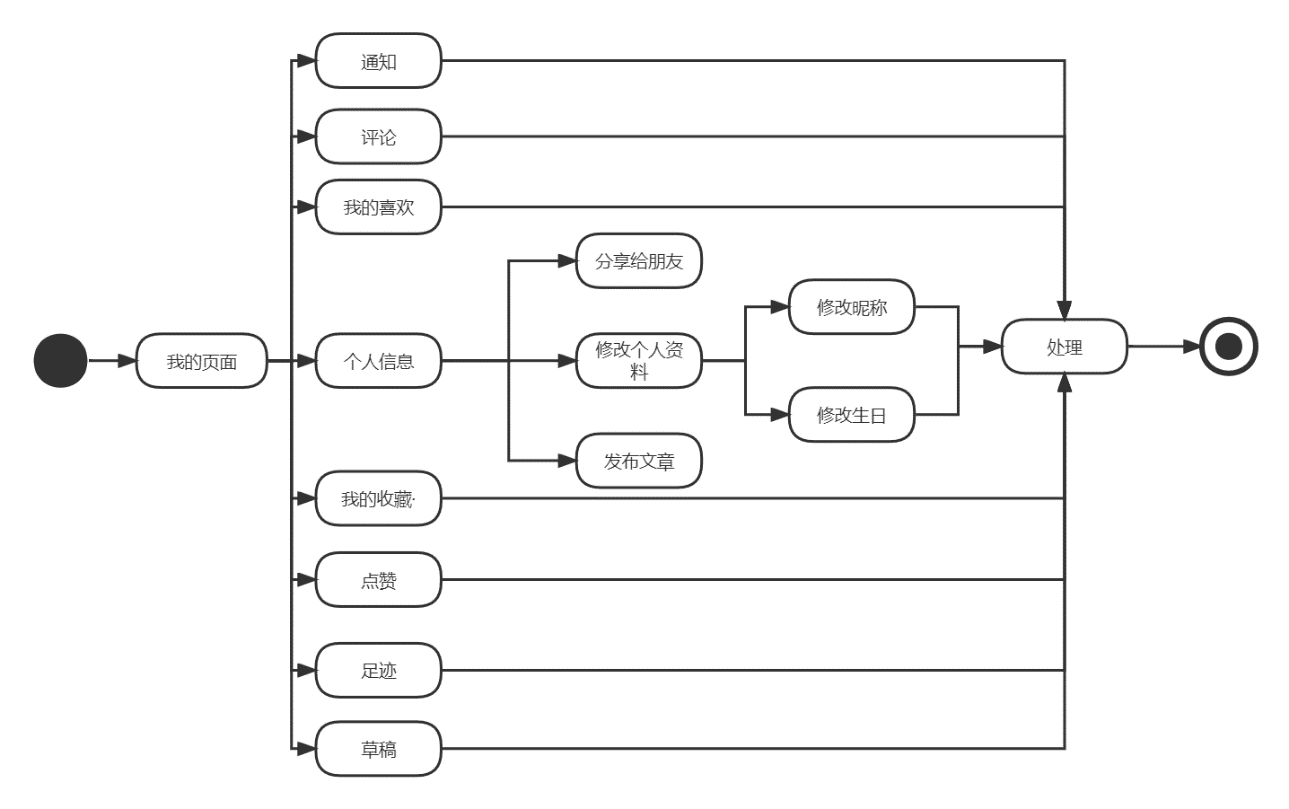 通知
评论
我的喜欢
分享给朋友
修改昵称
我的页面
个人信息
修改个人资
料
处理
修改生日
发布文章
我的收藏·
点赞
足迹
草稿